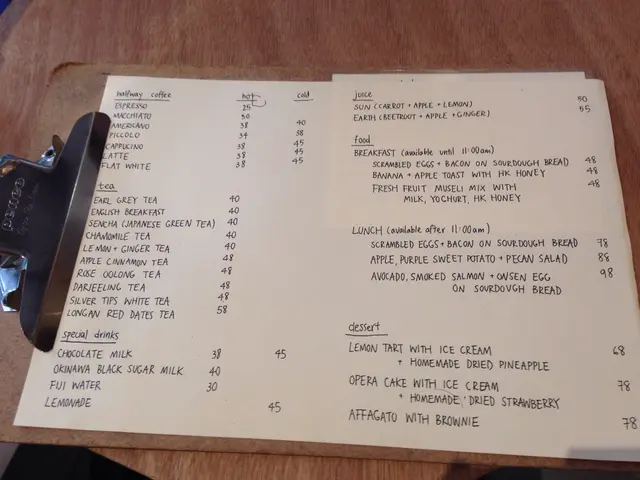 halfway coffee hot cold
ESPRESSO 25
MACCHIATO 30
AMERICANO 38 40
PICCOLO 34 38
CAPPUCINO 38 45
LATTE 38 45
FLAT WHITE 38 45
tea
EARL GREY TEA 40
ENGLISH BREAKFAST 40
SENCHA (JAPANESE GREEN TEA) 40
CHAMOMILE TEA 40
LEMON + GINGER TEA 40
APPLE CINNAMON TEA 48
ROSE OOLONG TEA 48
DARJEELING TEA 48
SILVER TIPS WHITE TEA 48
LONGAN RED DATES TEA 58
special drinks
CHOCOLATE MILK 38 45
OKINAWA BLACK SUGAR MILK 40
FUJI WATER 30
LEMONADE 45
juice
SUN (CARROT + APPLE + LEMON) 50
EARTH (BEETROOT + APPLE + GINGER) 55
food
BREAKFAST (available until 11:00am)
SCRAMBLED EGGS + BACON ON SOURDOUGH BREAD 48
BANANA + APPLE TOAST WITH HK HONEY 48
FRESH FRUIT MUSELI MIX WITH 48
MILK, YOGHURT, HK HONEY
LUNCH (available after 11:00am)
SCRAMBLED EGGS + BACON ON SOURDOUGH BREAD 78
APPLE, PURPLE SWEET POTATO + PECAN SALAD 88
AVOCADO, SMOKED SALMON + ONSEN EGG 98
ON SOURDOUGH BREAD
dessert
LEMON TART WITH ICE CREAM 68
+ HOMEMADE DRIED PINEAPPLE
OPERA CAKE WITH ICE CREAM 78
+ HOMEMADE DRIED STRAWBERRY
AFFAGATO WITH BROWNIE 78